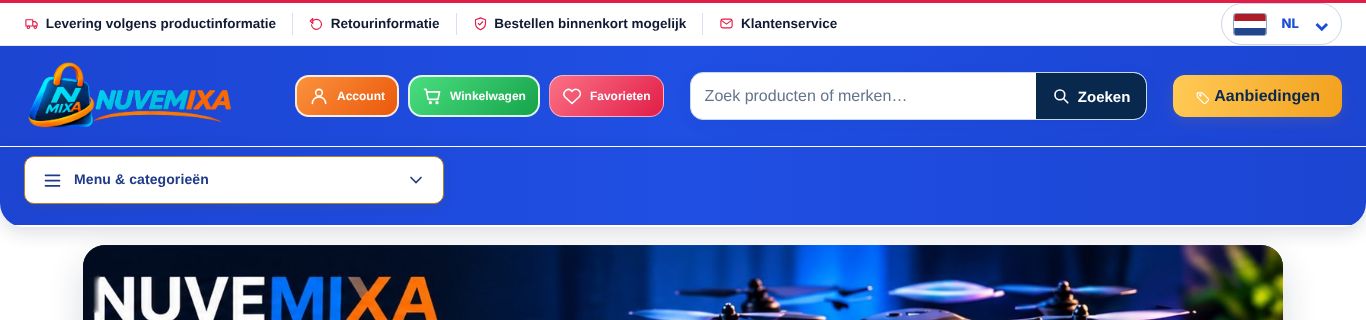 Levering volgens productinformatie Retourinformatie Bestellen binnenkort mogelijk Klantenservice NL
N MIXA NUVEMIXA Account Winkelwagen Favorieten Zoek producten of merken… Zoeken Aanbiedingen
Menu & categorieën
NUVEMIXA